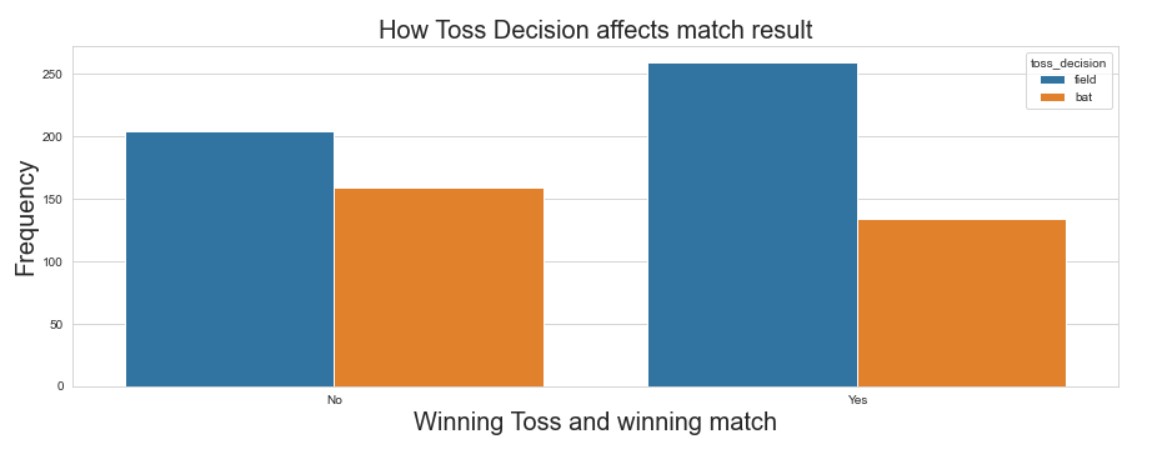 How Toss Decision affects match result
toss_decision
field
bat
Frequency
250
200
150
100
50
0
No
Yes
Winning Toss and winning match